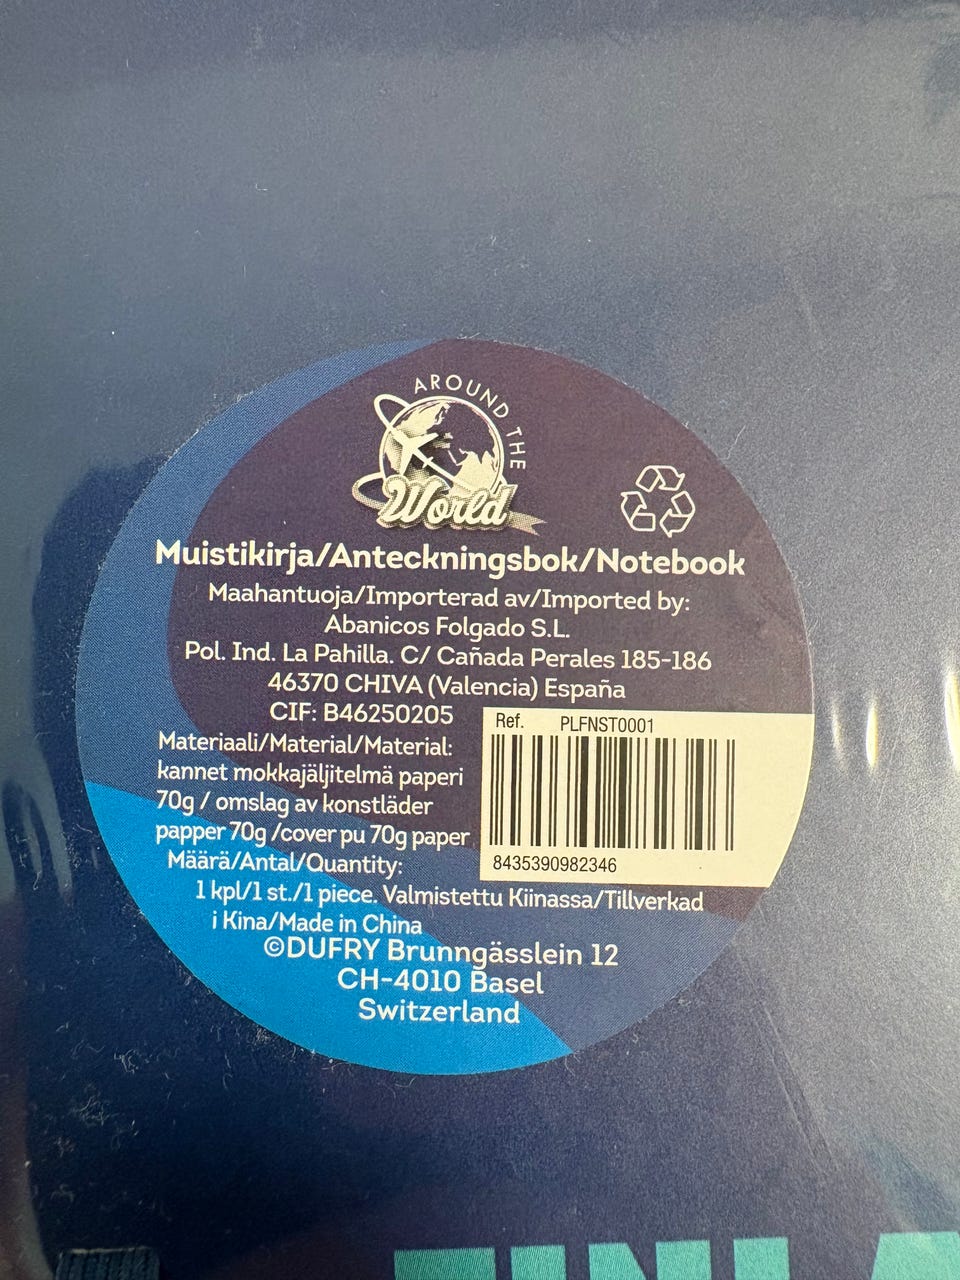 AROUND THE
World
Muistikirja/Anteckningsbok/Notebook
Maahantuoja/Importerad av/Imported by:
Abanicos Folgado S.L.
Pol. Ind. La Pahilla. C/ Cañada Perales 185-186
46370 CHIVA (Valencia) España
CIF: B46250205
Ref. PLFNST0001
Materiaali/Material/Material:
kannet mokkajäljitelmä paperi
70g / omslag av konstläder
papper 70g /cover pu 70g paper
8435390982346
Määrä/Antal/Quantity:
1 kpl/1 st./1 piece. Valmistettu Kiinassa/Tillverkad
i Kina/Made in China
©DUFRY Brunngässlein 12
CH-4010 Basel
Switzerland